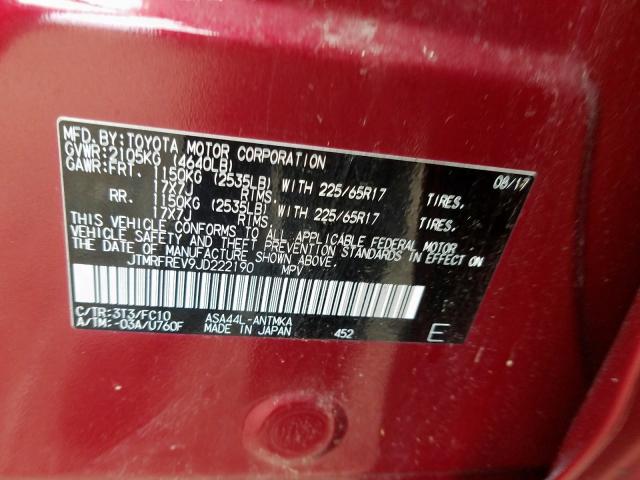 MFD.BY:TOYOTA MOTOR CORPORATION 08/17
GVWR:2105KG (4640LB)
GAWR:FRT. 1150KG (2535LB) WITH 225/65R17 TIRES.
17X7J RIMS.
RR. 1150KG (2535LB) WITH 225/65R17 TIRES.
17X7J RIMS.
THIS VEHICLE CONFORMS TO ALL APPLICABLE FEDERAL MOTOR
VEHICLE SAFETY AND THEFT PREVENTION STANDARDS IN EFFECT ON
THE DATE OF MANUFACTURE SHOWN ABOVE.
JTMRFREV9JD222190 MPV
C/TR:3T3/FC10 ASA44L-ANTMKA
A/TM:-03A/U760F MADE IN JAPAN 452 E